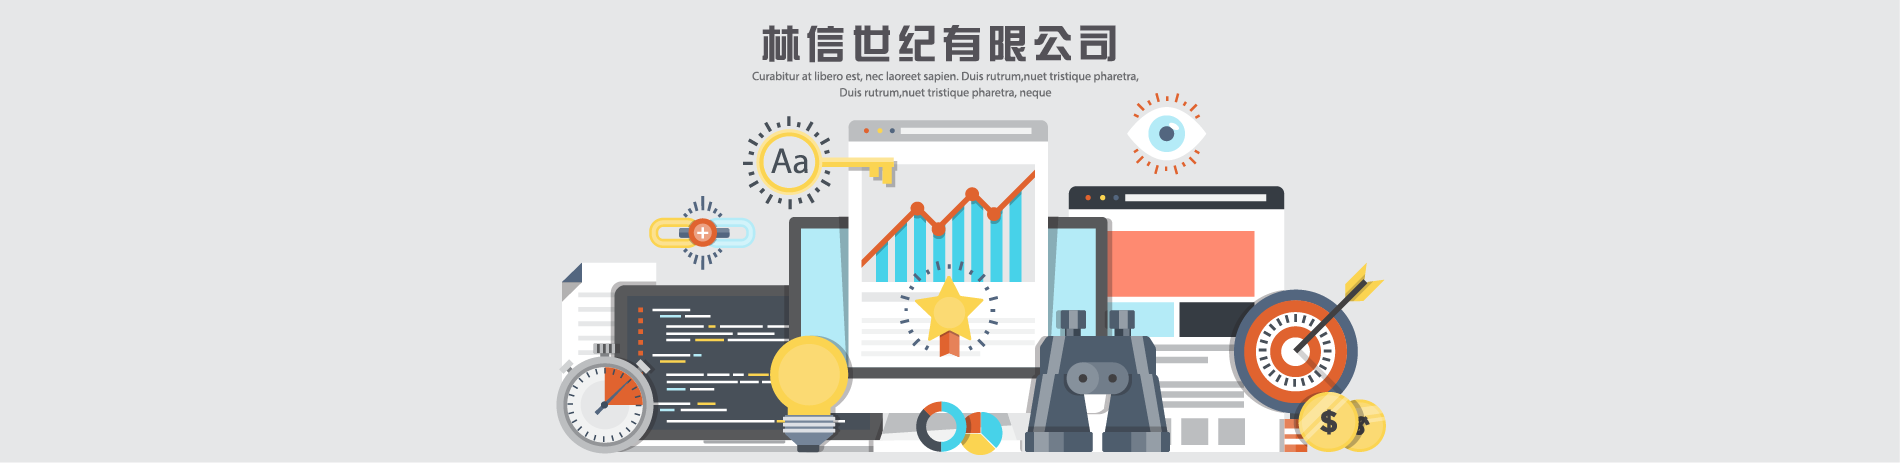 林信世纪有限公司
Curabitur at libero est, nec laoreet sapien. Duis rutrum,nuet tristique pharetra,
Duis rutrum,nuet tristique pharetra, neque
Aa
$
$